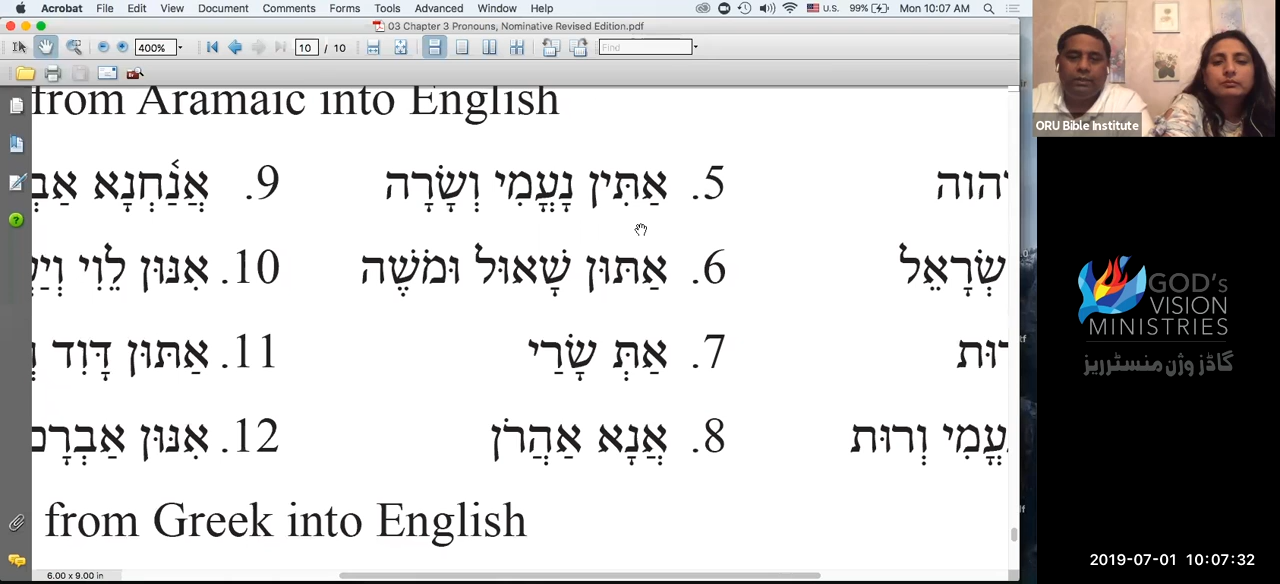 Acrobat File Edit View Document Comments Forms Tools Advanced Window Help U.S. 99% Mon 10:07 AM
03 Chapter 3 Pronouns, Nominative Revised Edition.pdf
400% 10 / 10 Find
from Aramaic into English
5. אַתִּין נָעֳמִי וְשָׂרָה
9. אֲנַ֫חְנָא
6. אַתּוּן שָׁאוּל וּמֹשֶׁה
10. אִנּוּן לֵוִי
7. אַתְּ שָׂרַי
11. אַתּוּן דָּוִד
8. אֲנָא אַהֲרֹן
12. אִנּוּן
from Greek into English
6.00 x 9.00 in
ORU Bible Institute
GOD's
VISION
MINISTRIES
گاڈز وژن منسٹریز
2019-07-01 10:07:32